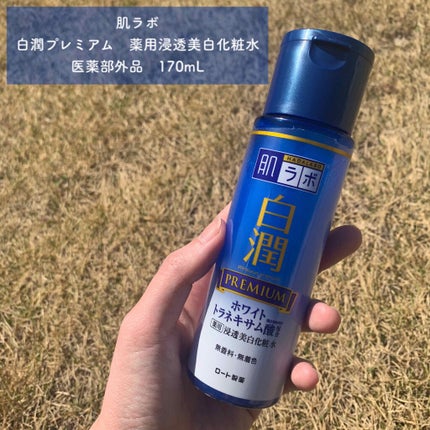 肌ラボ
白潤プレミアム　薬用浸透美白化粧水
医薬部外品　170mL
HADALABO
肌ラボ
白潤
PREMIUM
ホワイト
トラネキサム酸
薬用 浸透美白化粧水
無香料・無着色
ロート製薬